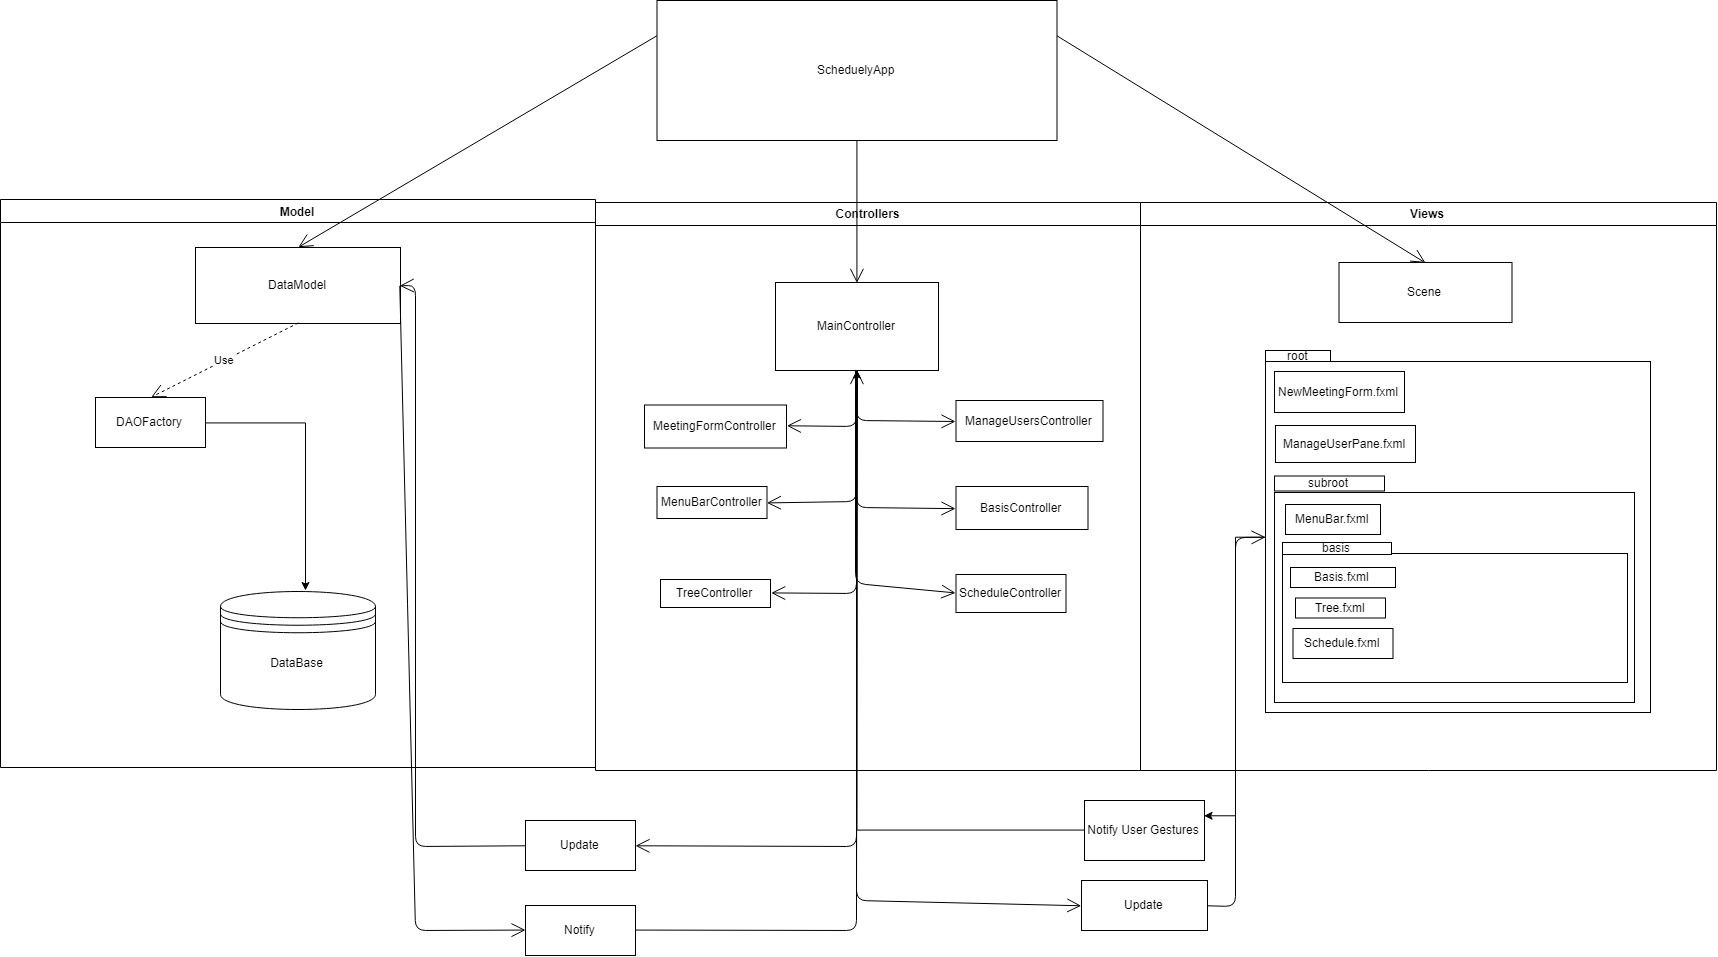 ScheduelyApp
Model
Controllers
Views
DataModel
MainController
Scene
Use
root
NewMeetingForm.fxml
DAOFactory
MeetingFormController
ManageUsersController
ManageUserPane.fxml
subroot
MenuBarController
BasisController
MenuBar.fxml
basis
Basis.fxml
TreeController
ScheduleController
Tree.fxml
Schedule.fxml
DataBase
Update
Notify User Gestures
Notify
Update